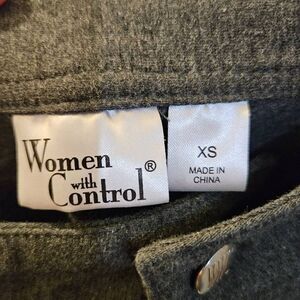 Women
with
Control®
XS
MADE IN
CHINA